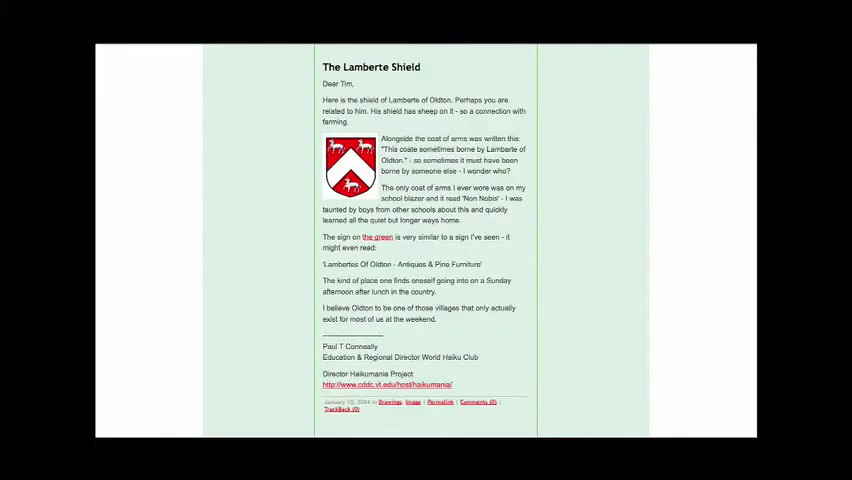 The Lamberte Shield
Dear Tim,
Here is the shield of Lamberte of Oldton. Perhaps you are
related to him. His shield has sheep on it - so a connection with
farming.
Alongside the coat of arms was written this:
"This coate sometimes borne by Lambarte of
Oldton." - so sometimes it must have been
borne by someone else - I wonder who?
The only coat of arms I ever wore was on my
school blazer and it read 'Non Nobis' - I was
taunted by boys from other schools about this and quickly
learned all the quiet but longer ways home.
The sign on the green is very similar to a sign I've seen - it
might even read:
'Lambertes Of Oldton - Antiques & Pine Furniture'
The kind of place one finds oneself going into on a Sunday
afternoon after lunch in the country.
I believe Oldton to be one of those villages that only actually
exist for most of us at the weekend.
------------------------
Paul T Conneally
Education & Regional Director World Haiku Club
Director Haikumania Project
http://www.cddc.vt.edu/host/haikumania/
January 10, 2004 in Drawings, Image | Permalink | Comments (0) |
TrackBack (0)